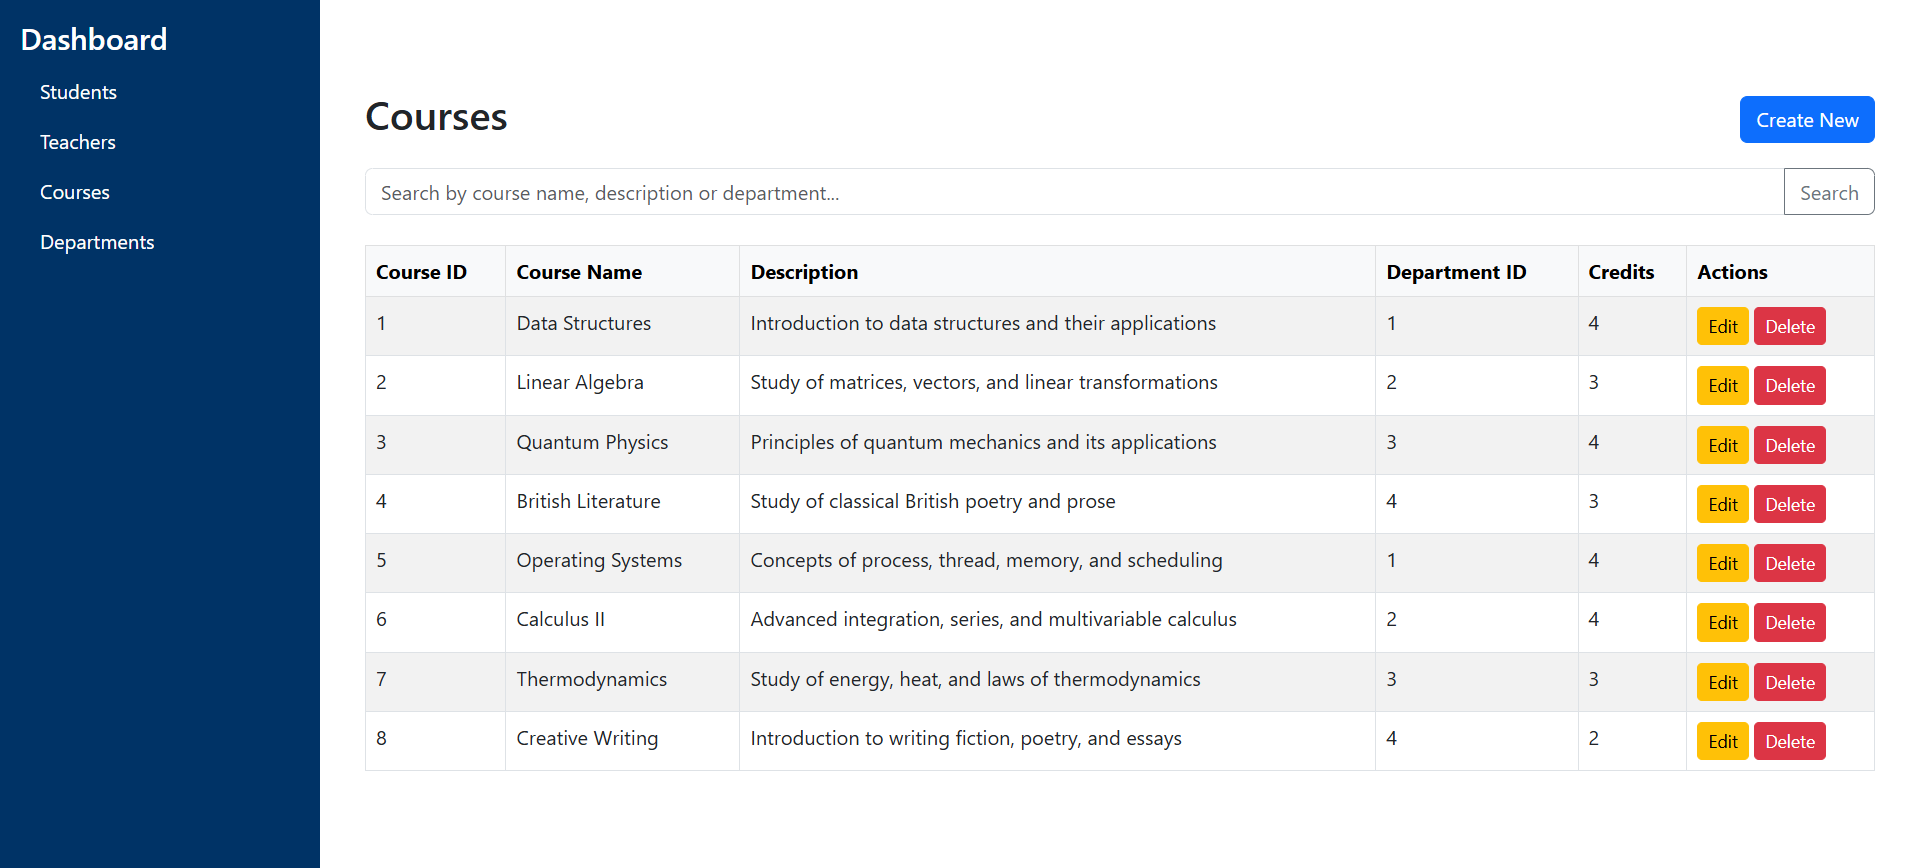 Dashboard
Students
Teachers
Courses
Departments
Courses
Create New
Search by course name, description or department...
Search
Course ID Course Name Description Department ID Credits Actions
1 Data Structures Introduction to data structures and their applications 1 4 Edit Delete
2 Linear Algebra Study of matrices, vectors, and linear transformations 2 3 Edit Delete
3 Quantum Physics Principles of quantum mechanics and its applications 3 4 Edit Delete
4 British Literature Study of classical British poetry and prose 4 3 Edit Delete
5 Operating Systems Concepts of process, thread, memory, and scheduling 1 4 Edit Delete
6 Calculus II Advanced integration, series, and multivariable calculus 2 4 Edit Delete
7 Thermodynamics Study of energy, heat, and laws of thermodynamics 3 3 Edit Delete
8 Creative Writing Introduction to writing fiction, poetry, and essays 4 2 Edit Delete